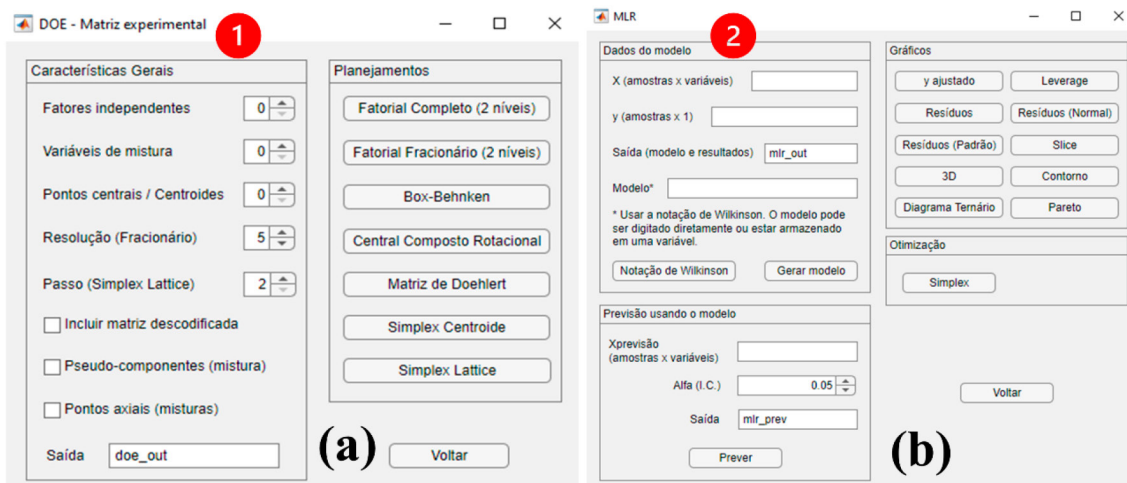 DOE - Matriz experimental
1
Características Gerais
Fatores independentes 0
Variáveis de mistura 0
Pontos centrais / Centroides 0
Resolução (Fracionário) 5
Passo (Simplex Lattice) 2
Incluir matriz descodificada
Pseudo-componentes (mistura)
Pontos axiais (misturas)
Saída doe_out
Planejamentos
Fatorial Completo (2 níveis)
Fatorial Fracionário (2 níveis)
Box-Behnken
Central Composto Rotacional
Matriz de Doehlert
Simplex Centroide
Simplex Lattice
(a)
Voltar
MLR
2
Dados do modelo
X (amostras x variáveis)
y (amostras x 1)
Saída (modelo e resultados) mlr_out
Modelo*
* Usar a notação de Wilkinson. O modelo pode
ser digitado diretamente ou estar armazenado
em uma variável.
Notação de Wilkinson Gerar modelo
Previsão usando o modelo
Xprevisão
(amostras x variáveis)
Alfa (I.C.) 0.05
Saída mlr_prev
Prever
Gráficos
y ajustado Leverage
Resíduos Resíduos (Normal)
Resíduos (Padrão) Slice
3D Contorno
Diagrama Ternário Pareto
Otimização
Simplex
Voltar
(b)